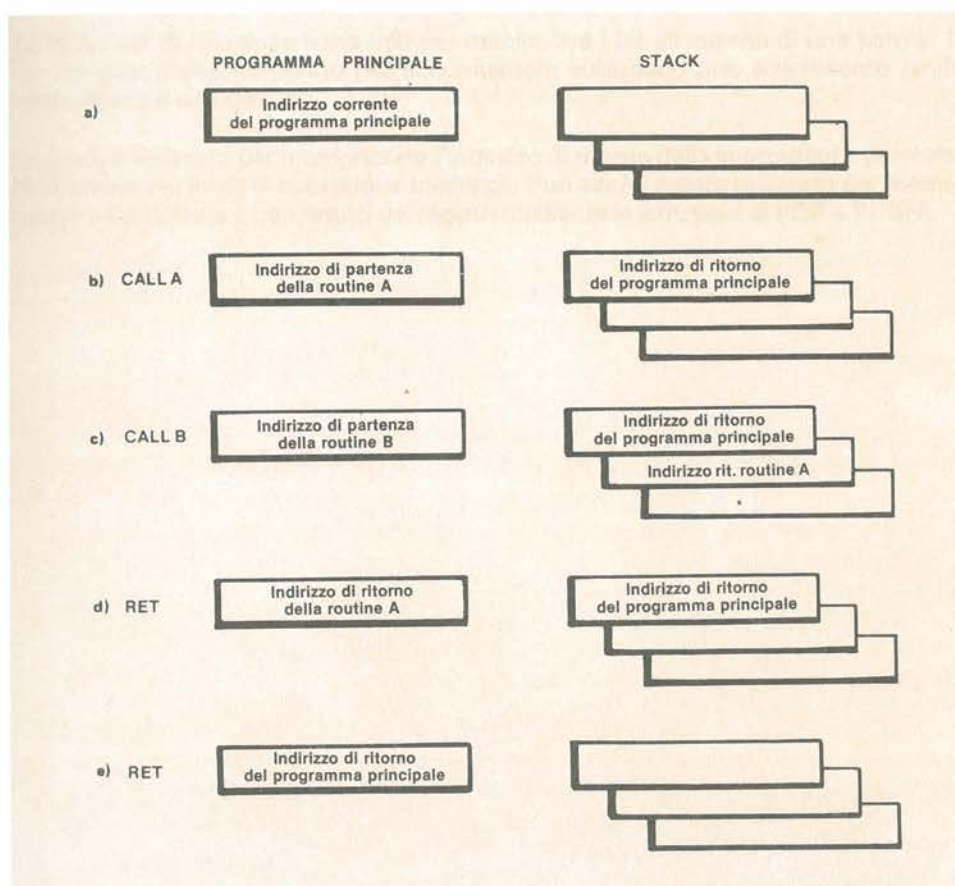 PROGRAMMA PRINCIPALE
STACK
a)
Indirizzo corrente
del programma principale
b) CALL A
Indirizzo di partenza
della routine A
Indirizzo di ritorno
del programma principale
c) CALL B
Indirizzo di partenza
della routine B
Indirizzo di ritorno
del programma principale
Indirizzo rit. routine A
d) RET
Indirizzo di ritorno
della routine A
Indirizzo di ritorno
del programma principale
e) RET
Indirizzo di ritorno
del programma principale